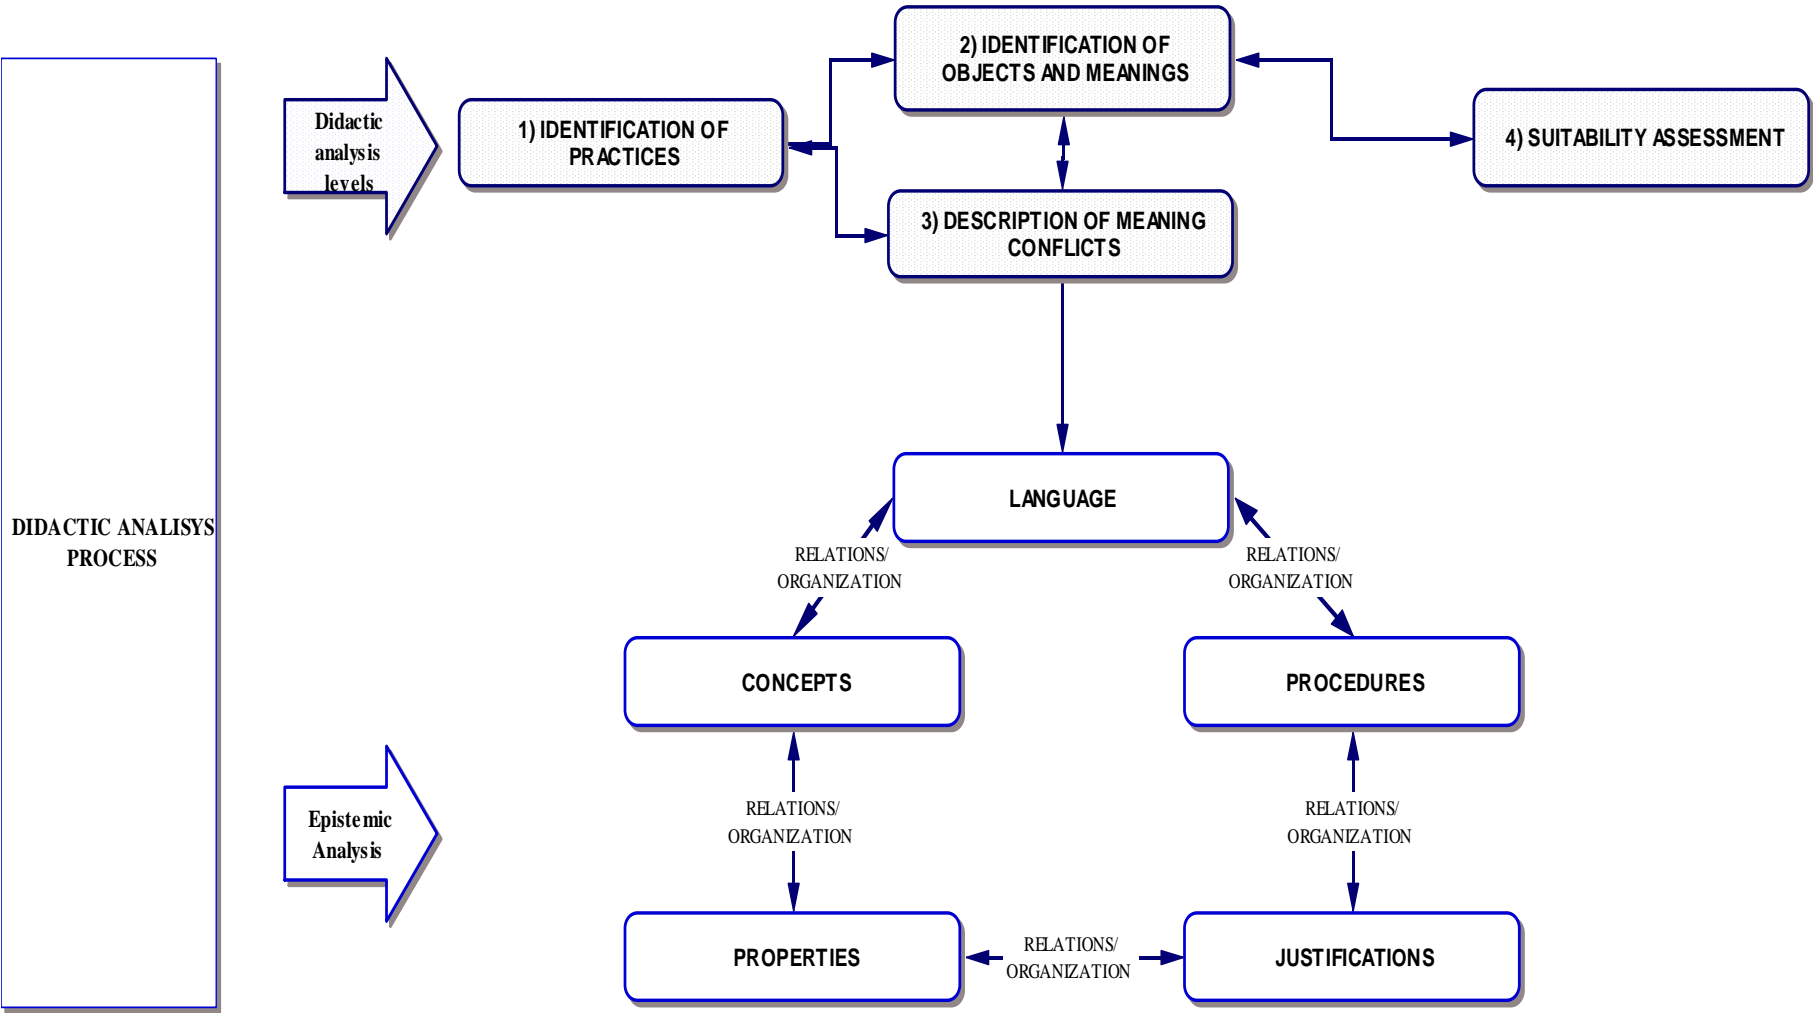 2) IDENTIFICATION OF
OBJECTS AND MEANINGS
Didactic
analysis
levels
1) IDENTIFICATION OF
PRACTICES
4) SUITABILITY ASSESSMENT
3) DESCRIPTION OF MEANING
CONFLICTS
LANGUAGE
DIDACTIC ANALISYS
PROCESS
RELATIONS/
ORGANIZATION
RELATIONS/
ORGANIZATION
CONCEPTS
PROCEDURES
Epistemic
Analysis
RELATIONS/
ORGANIZATION
RELATIONS/
ORGANIZATION
PROPERTIES
RELATIONS/
ORGANIZATION
JUSTIFICATIONS